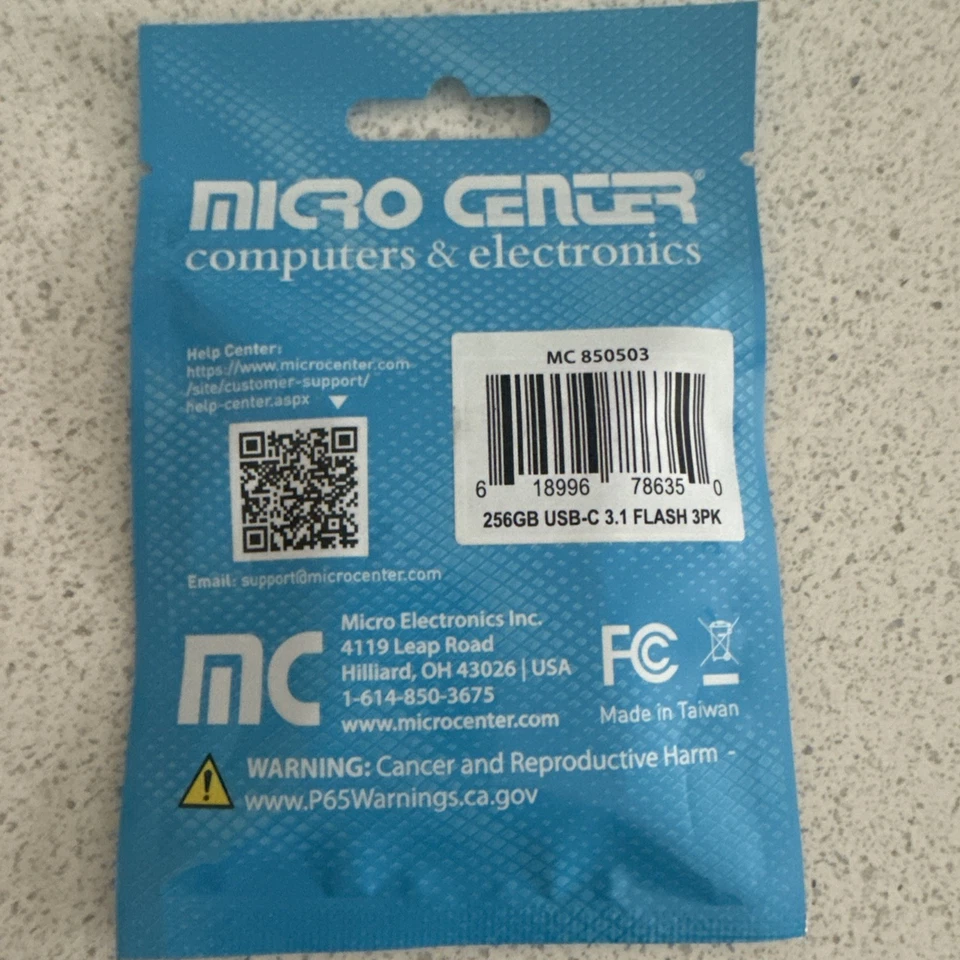 MICRO CENTER®
computers & electronics
Help Center:
https://www.microcenter.com
/site/customer-support/
help-center.aspx
MC 850503
6 18996 78635 0
256GB USB-C 3.1 FLASH 3PK
Email: support@microcenter.com
MC
Micro Electronics Inc.
4119 Leap Road
Hilliard, OH 43026 | USA
1-614-850-3675
www.microcenter.com
FC
Made in Taiwan
WARNING: Cancer and Reproductive Harm -
www.P65Warnings.ca.gov